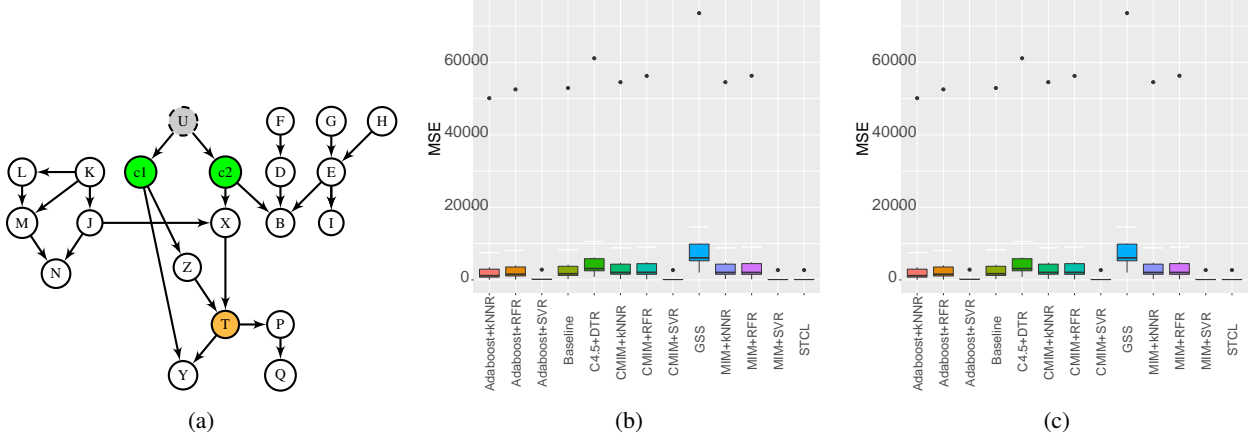 U
F
G
H
L
K
c1
c2
D
E
M
J
X
B
I
N
Z
T
P
Y
Q
(a)
MSE
60000
40000
20000
0
Adaboost+kNNR
Adaboost+RFR
Adaboost+SVR
Baseline
C4.5+DTR
CMIM+kNNR
CMIM+RFR
CMIM+SVR
GSS
MIM+kNNR
MIM+RFR
MIM+SVR
STCL
(b)
MSE
60000
40000
20000
0
Adaboost+kNNR
Adaboost+RFR
Adaboost+SVR
Baseline
C4.5+DTR
CMIM+kNNR
CMIM+RFR
CMIM+SVR
GSS
MIM+kNNR
MIM+RFR
MIM+SVR
STCL
(c)